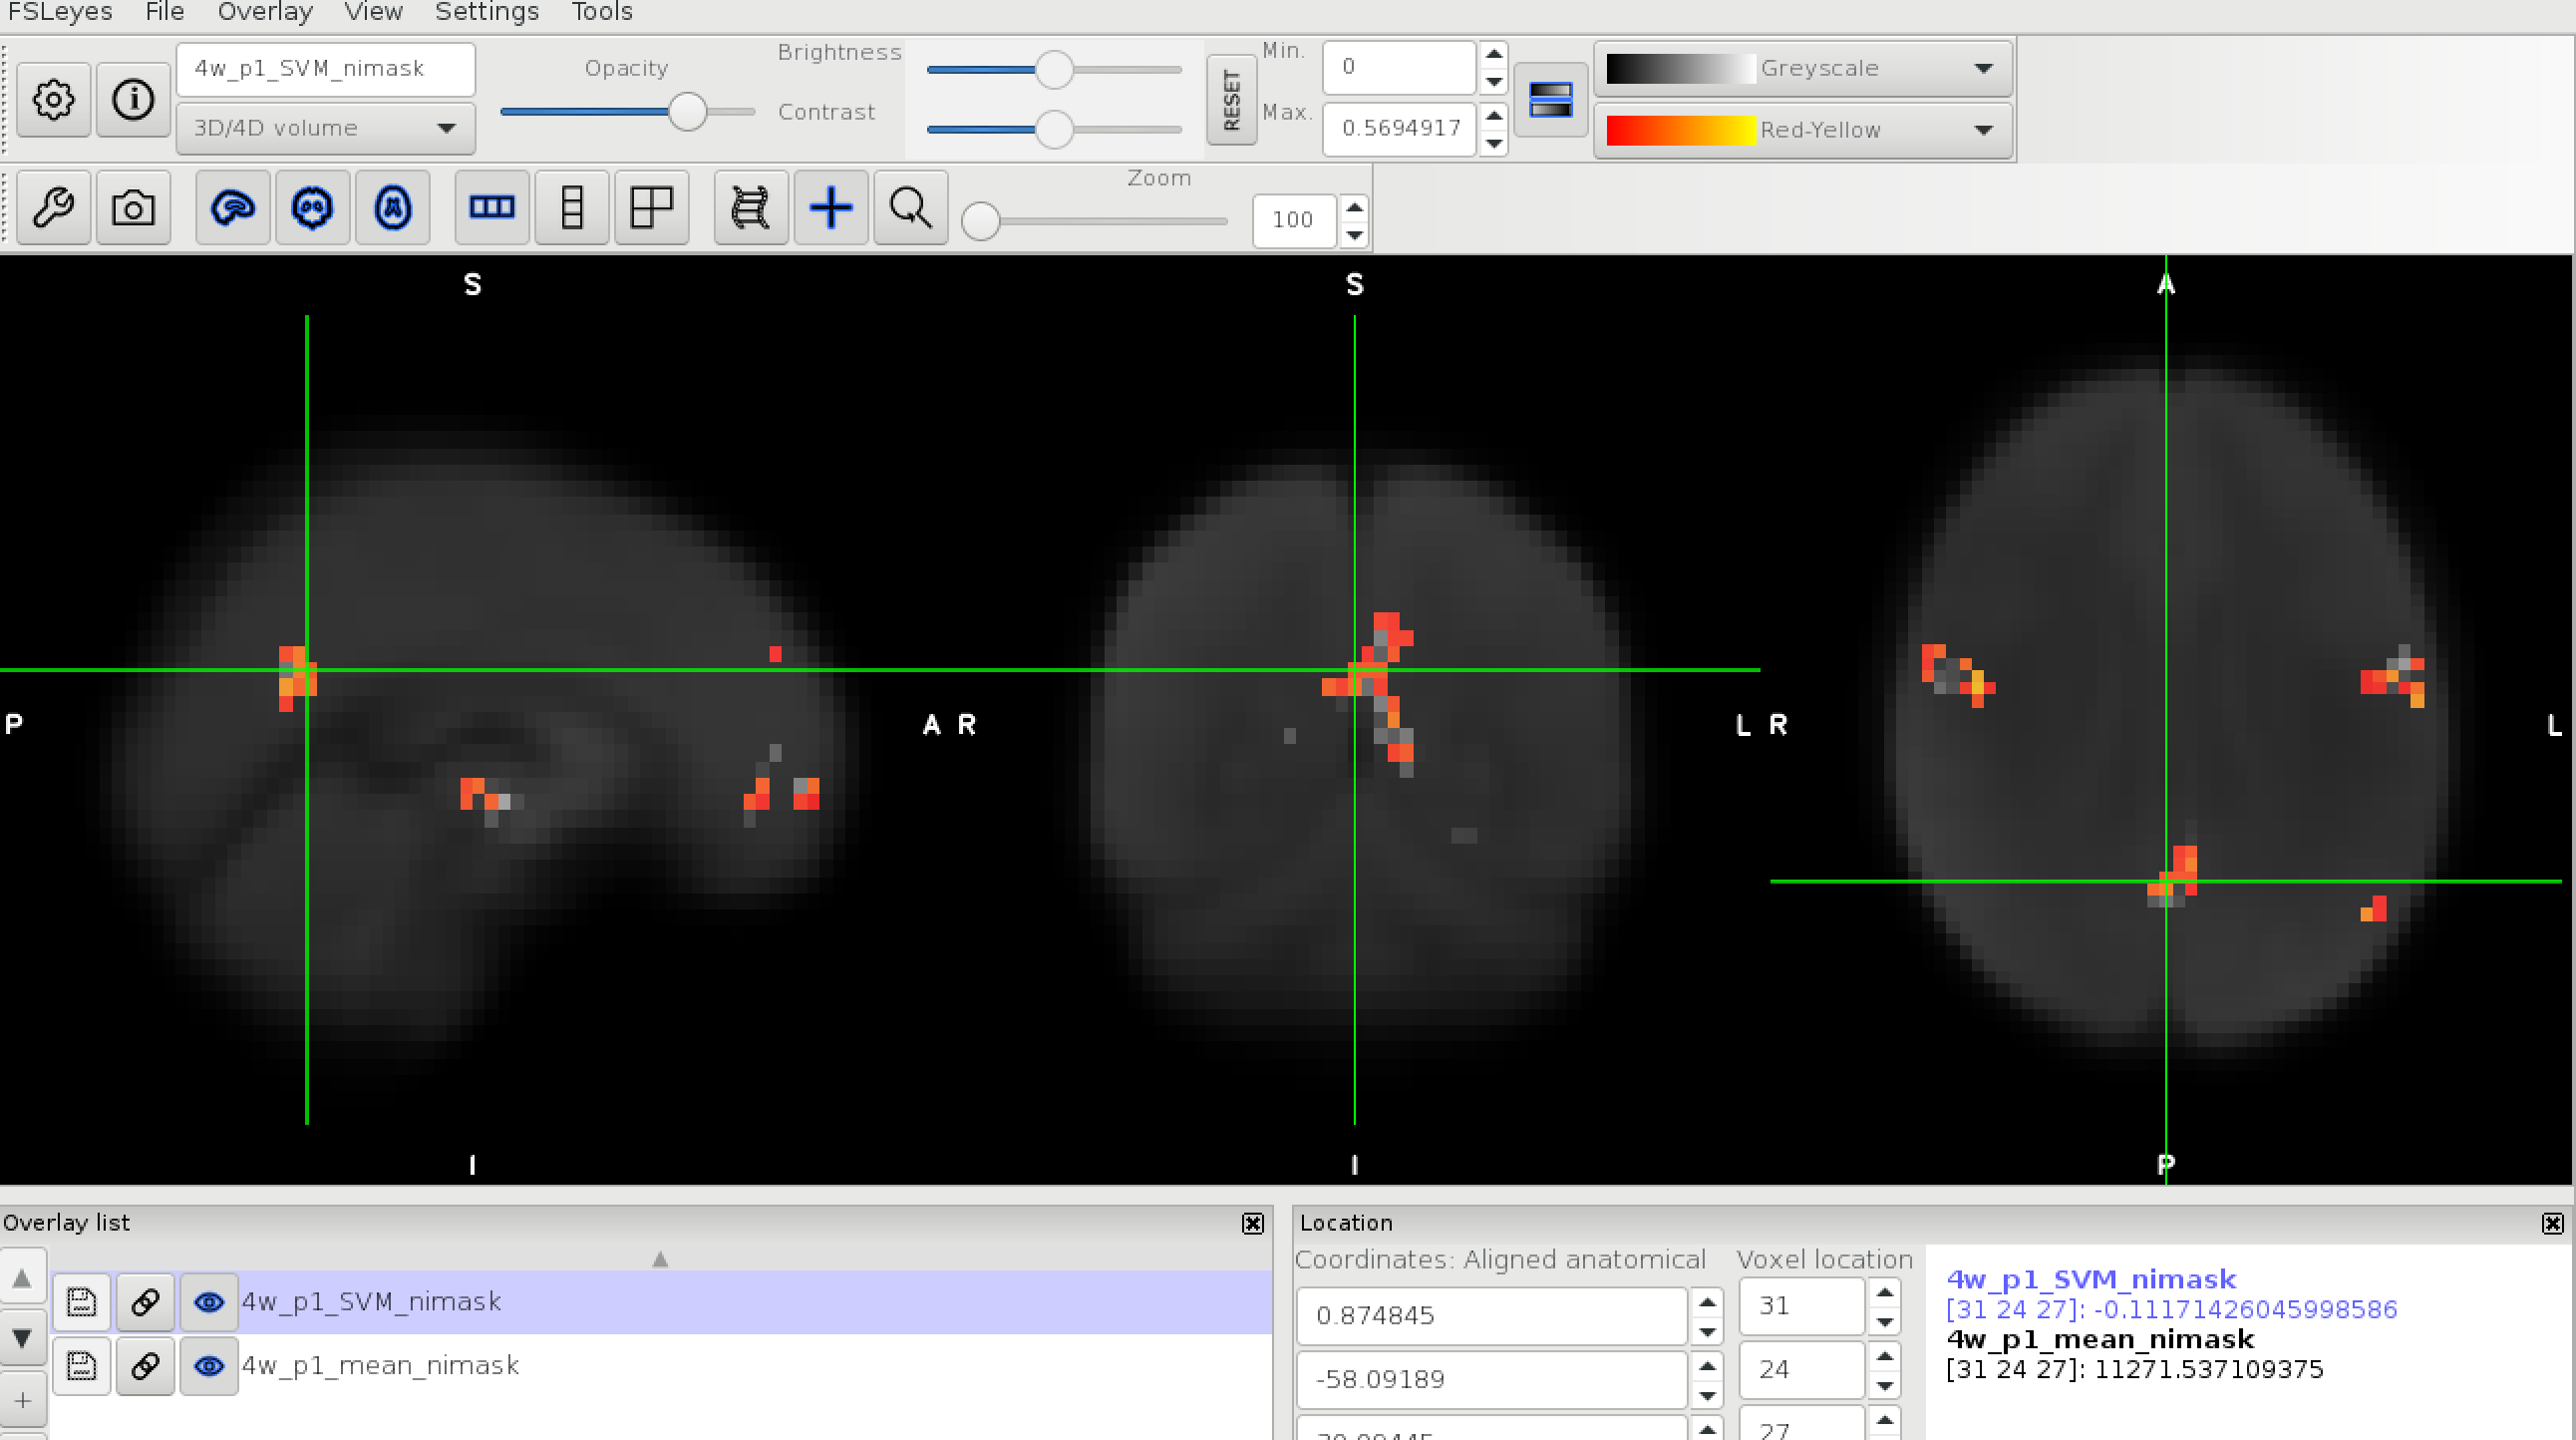 FSLeyes File Overlay View Settings Tools
4w_p1_SVM_nimask
3D/4D volume
Opacity
Brightness
Contrast
RESET
Min. 0
Max. 0.5694917
Greyscale
Red-Yellow
Zoom
100
S S A
P A R L R L
I I P
Overlay list
4w_p1_SVM_nimask
4w_p1_mean_nimask
Location
Coordinates: Aligned anatomical Voxel location
0.874845 31
-58.09189 24
27
4w_p1_SVM_nimask
[31 24 27]: -0.11171426045998586
4w_p1_mean_nimask
[31 24 27]: 11271.537109375